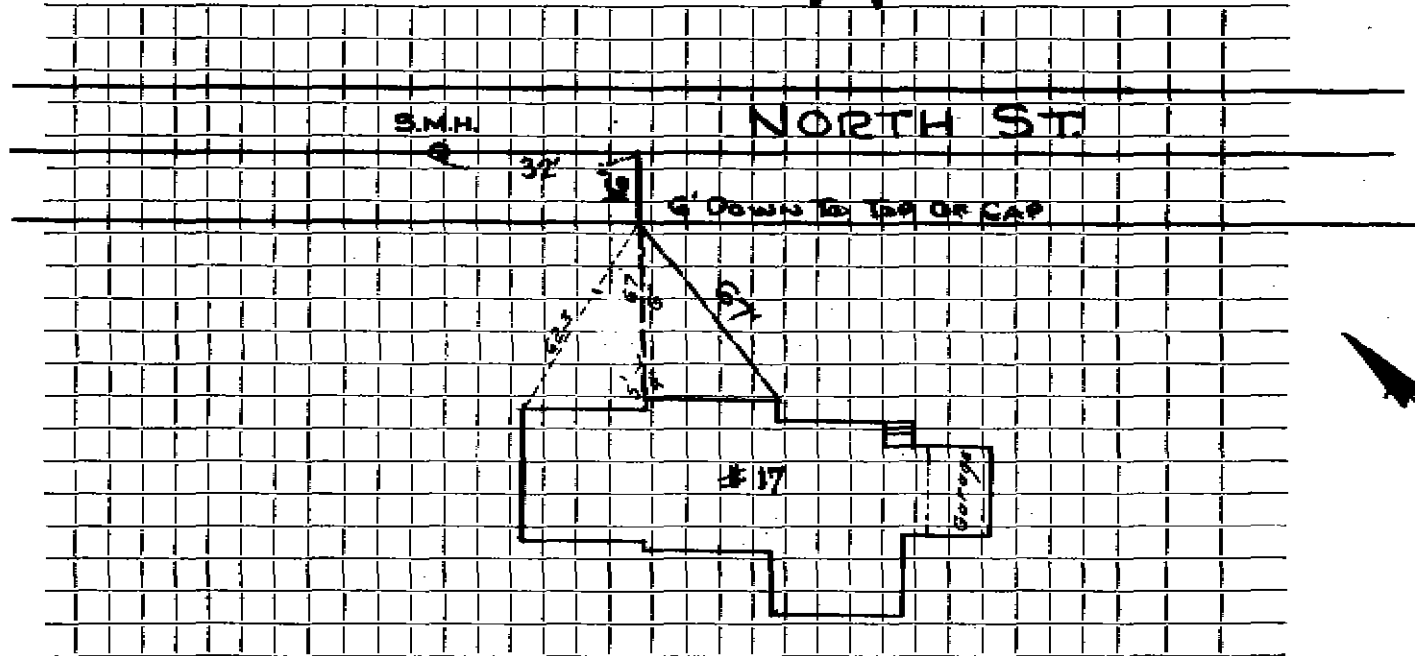 S.M.H.
NORTH ST.
32'
6' DOWN TO TOP OF CAP
67
62.3
# 17
Garage